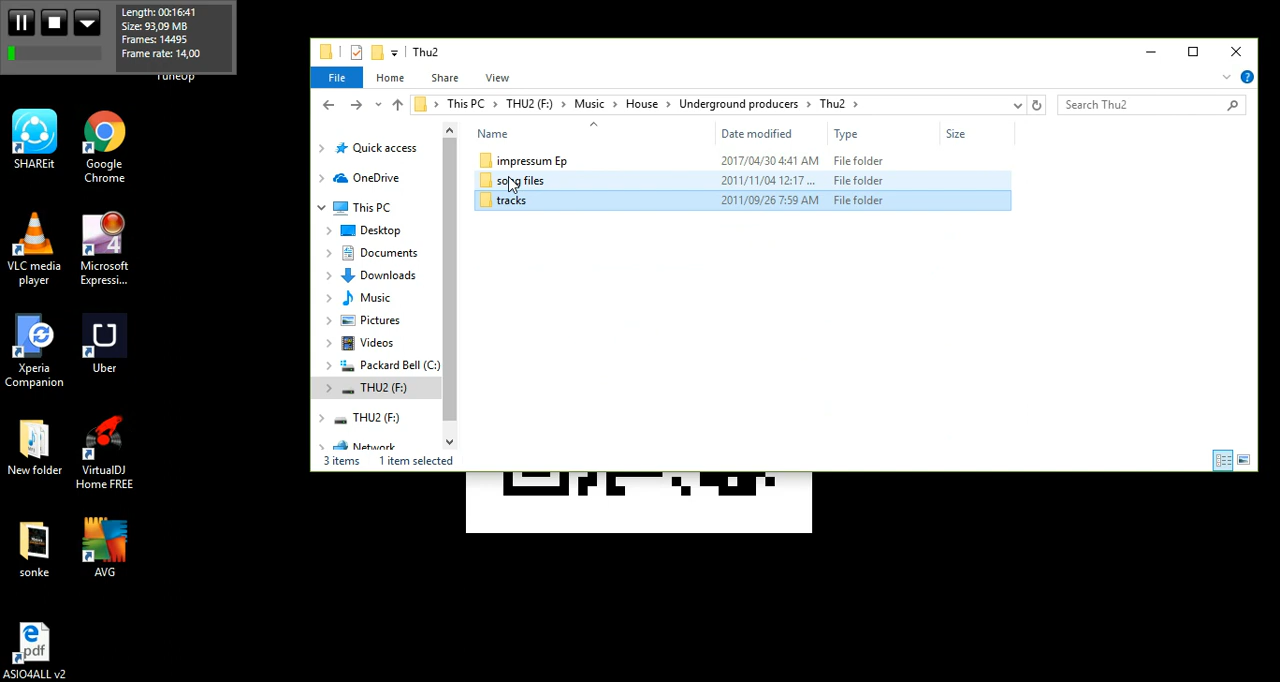 Length: 00:16:41
Size: 93,09 MB
Frames: 14495
Frame rate: 14,00
TuneUp
SHAREit
Google Chrome
VLC media player
Microsoft Expressi...
Xperia Companion
Uber
New folder
VirtualDJ Home FREE
sonke
AVG
pdf
ASIO4ALL v2
Thu2
File Home Share View
This PC > THU2 (F:) > Music > House > Underground producers > Thu2 >
Search Thu2
Quick access
OneDrive
This PC
Desktop
Documents
Downloads
Music
Pictures
Videos
Packard Bell (C:)
THU2 (F:)
THU2 (F:)
Network
Name Date modified Type Size
impressum Ep 2017/04/30 4:41 AM File folder
song files 2011/11/04 12:17 ... File folder
tracks 2011/09/26 7:59 AM File folder
3 items 1 item selected